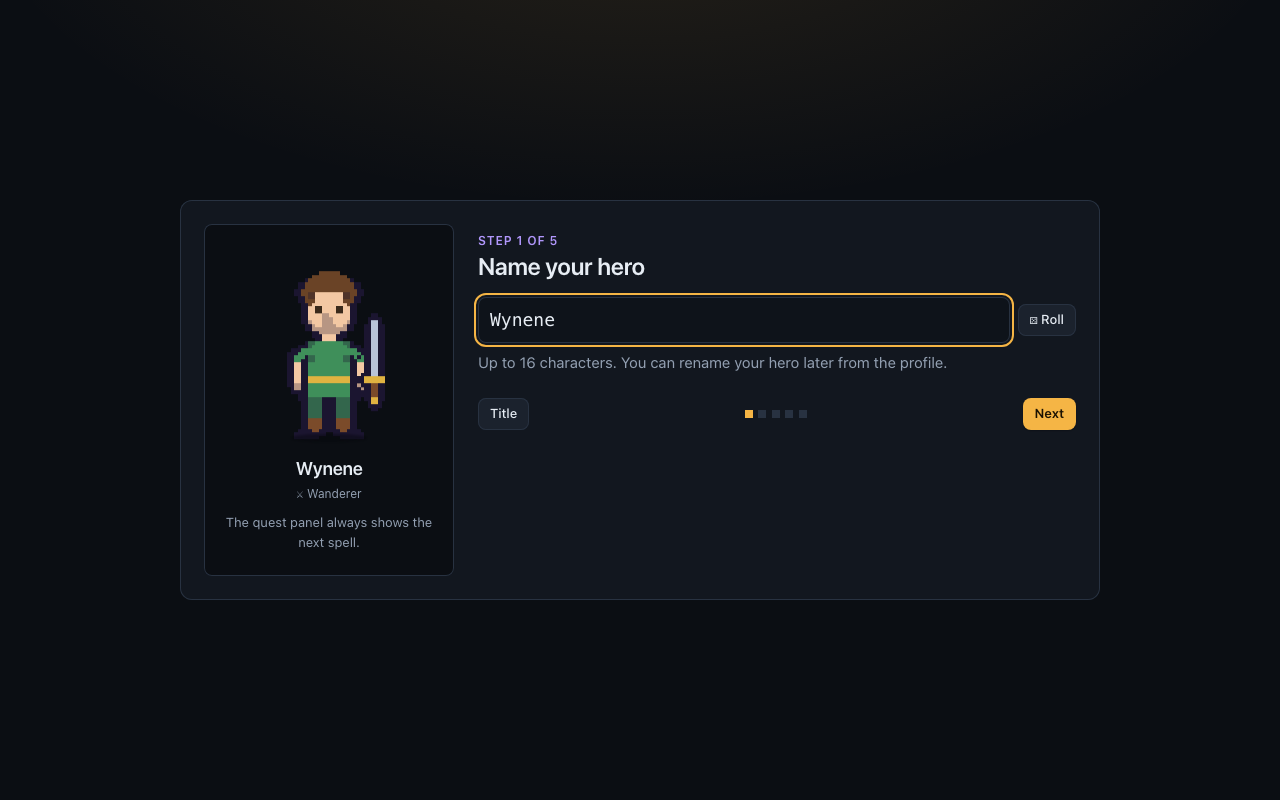 STEP 1 OF 5
Name your hero
Wynene
Roll
Up to 16 characters. You can rename your hero later from the profile.
Title
Next
Wynene
⚔ Wanderer
The quest panel always shows the
next spell.